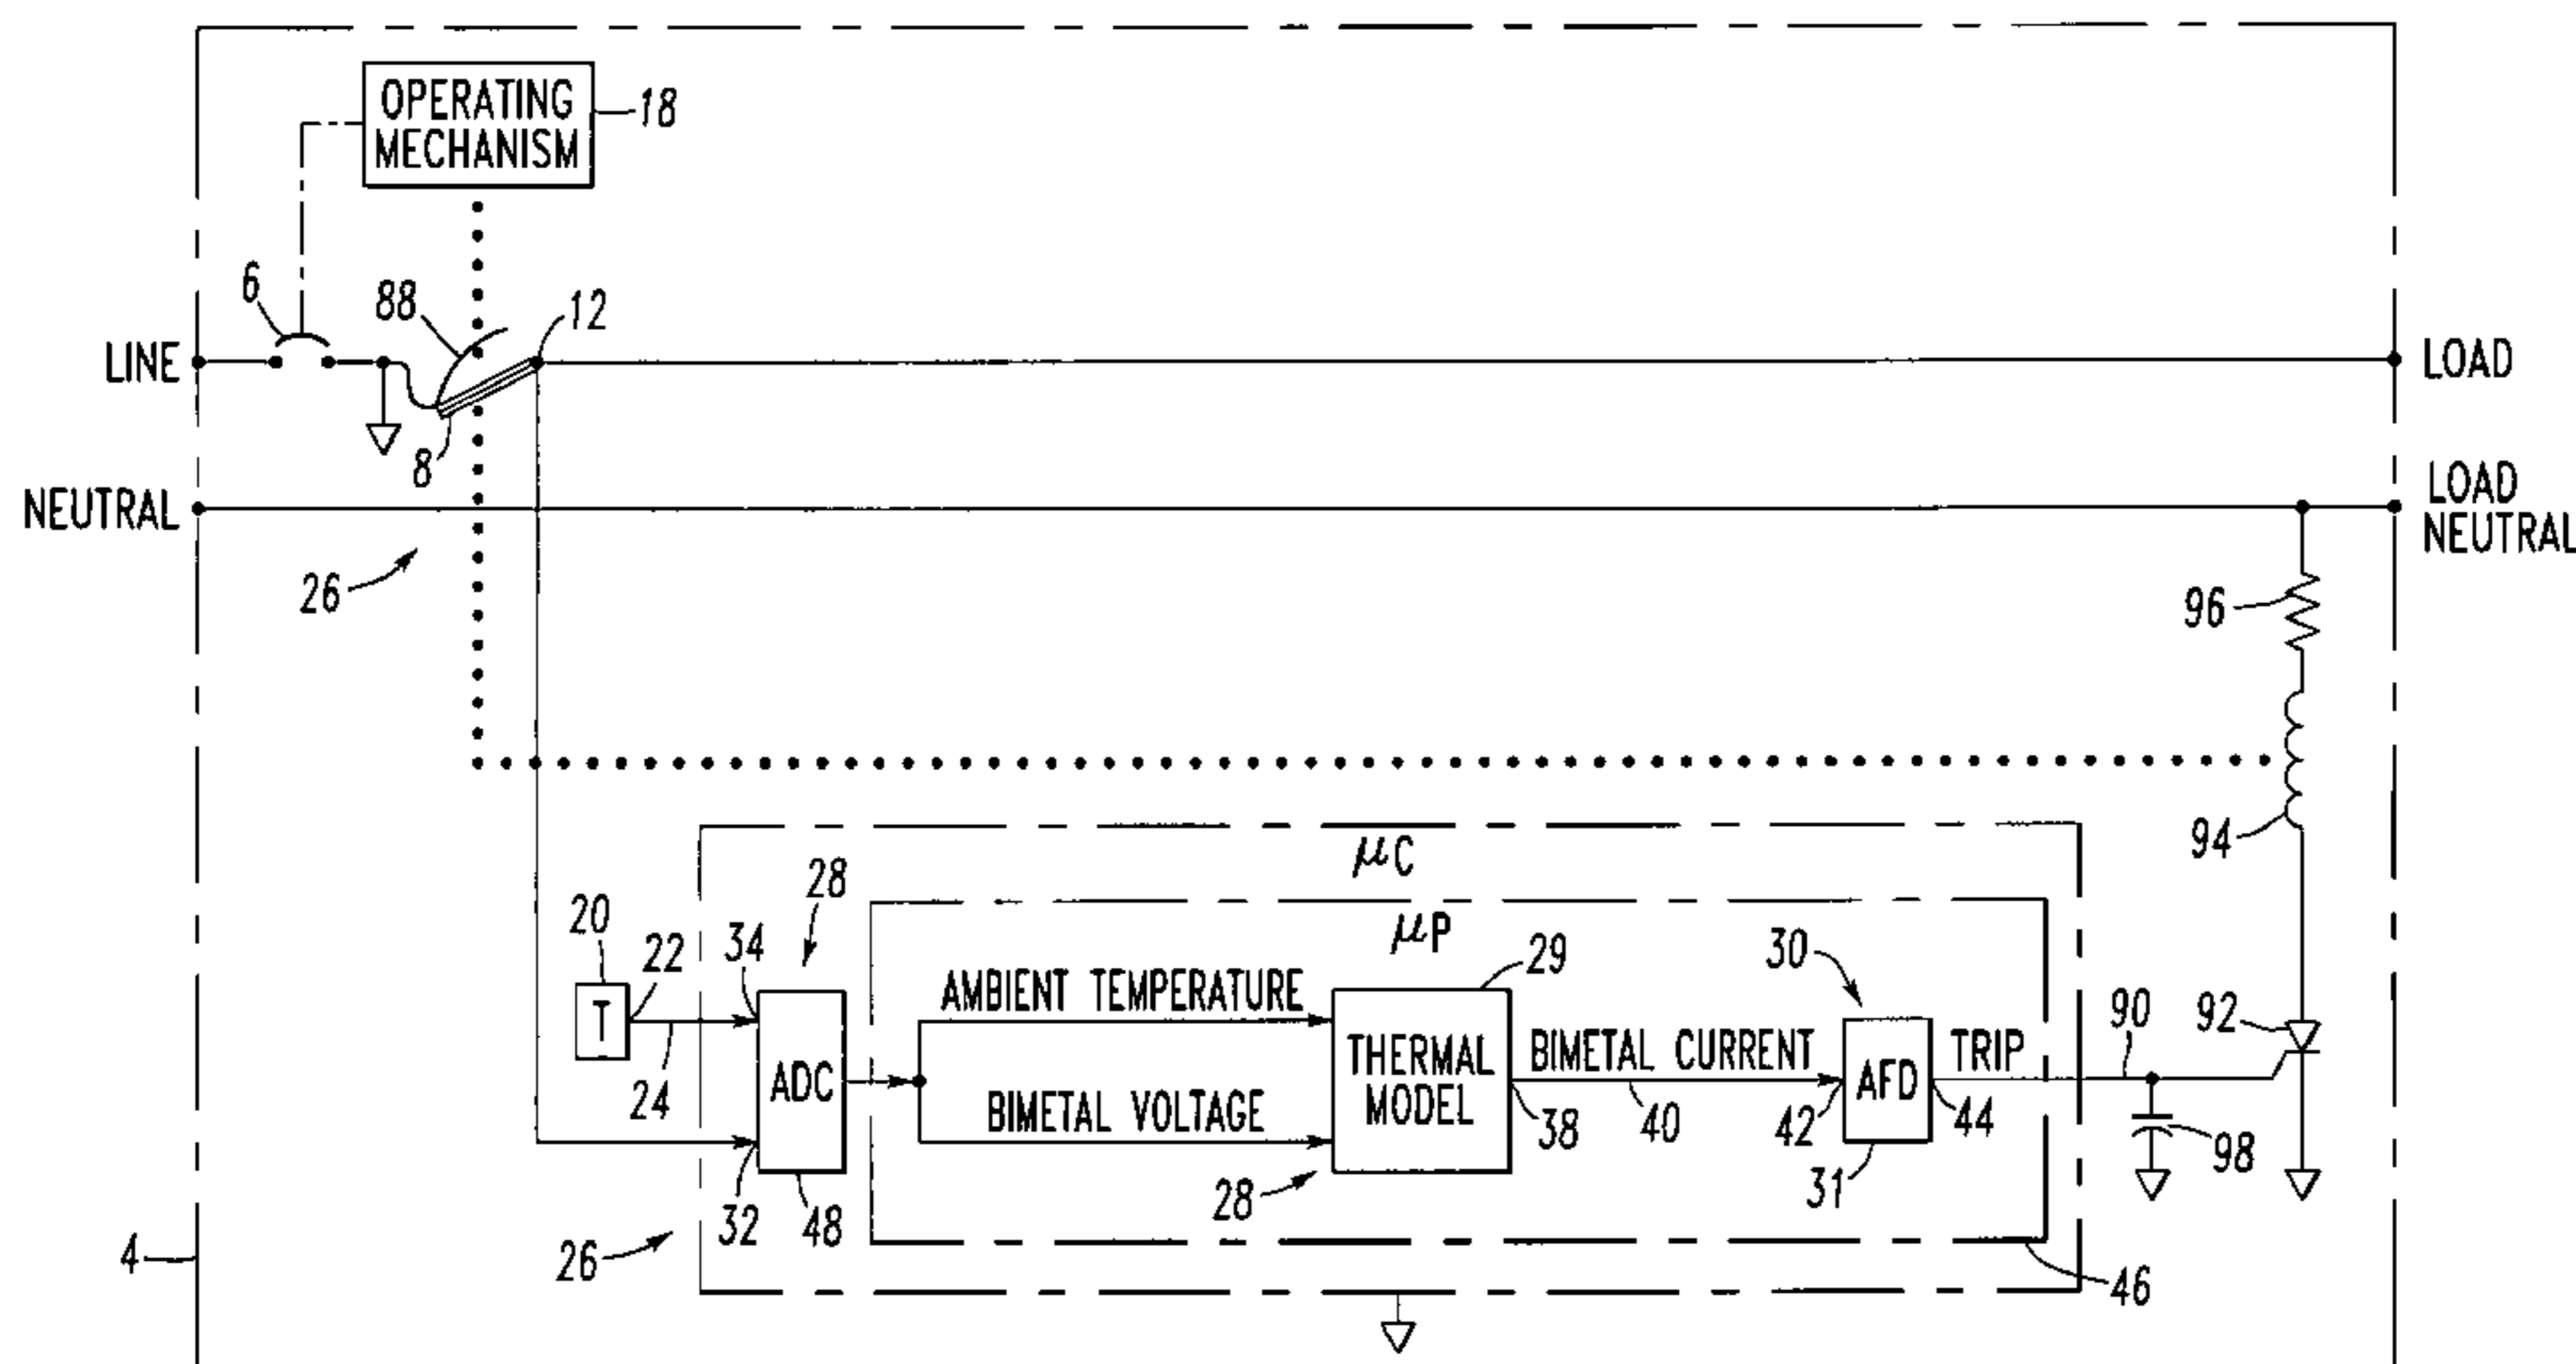 OPERATING
MECHANISM
18
6
88
12
LINE
LOAD
8
NEUTRAL
LOAD
NEUTRAL
26
96
94
μC
28
20
22
34
μP
29
30
T
AMBIENT TEMPERATURE
90
92
24
ADC
THERMAL
MODEL
BIMETAL CURRENT
AFD
TRIP
BIMETAL VOLTAGE
38
40
42
44
98
32
48
28
31
4
26
46